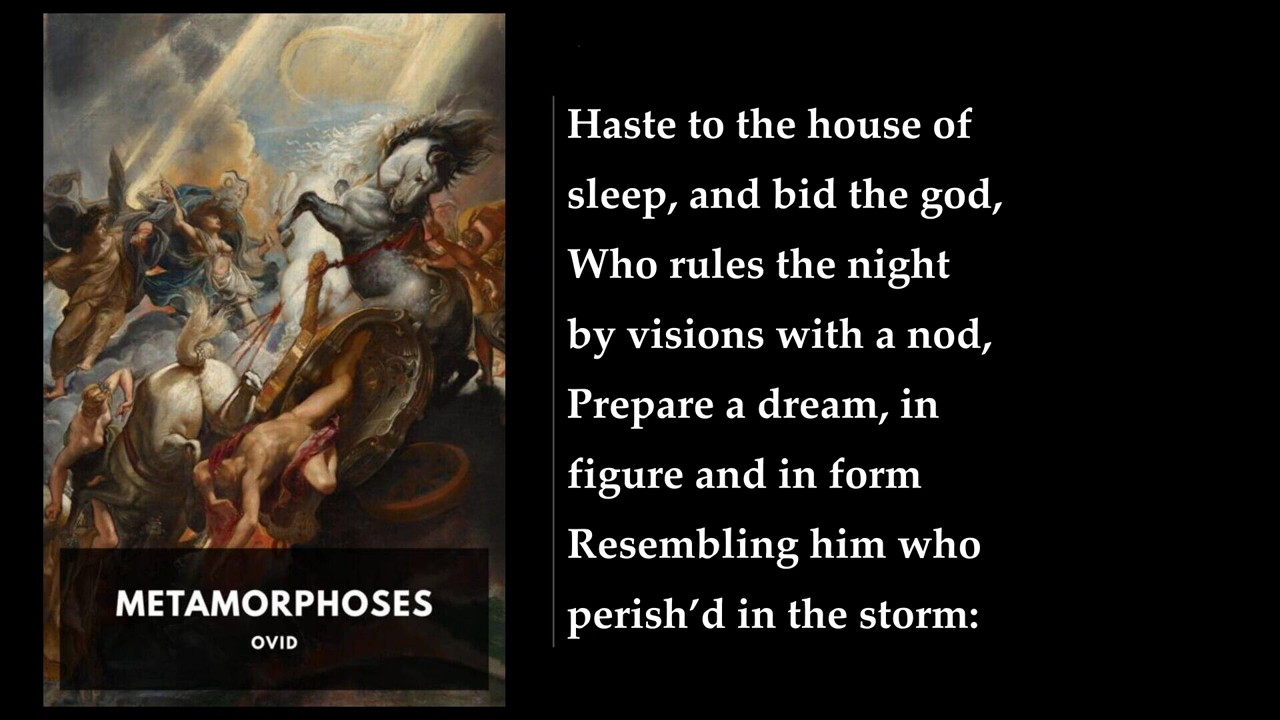 METAMORPHOSES
OVID
Haste to the house of
sleep, and bid the god,
Who rules the night
by visions with a nod,
Prepare a dream, in
figure and in form
Resembling him who
perish’d in the storm: